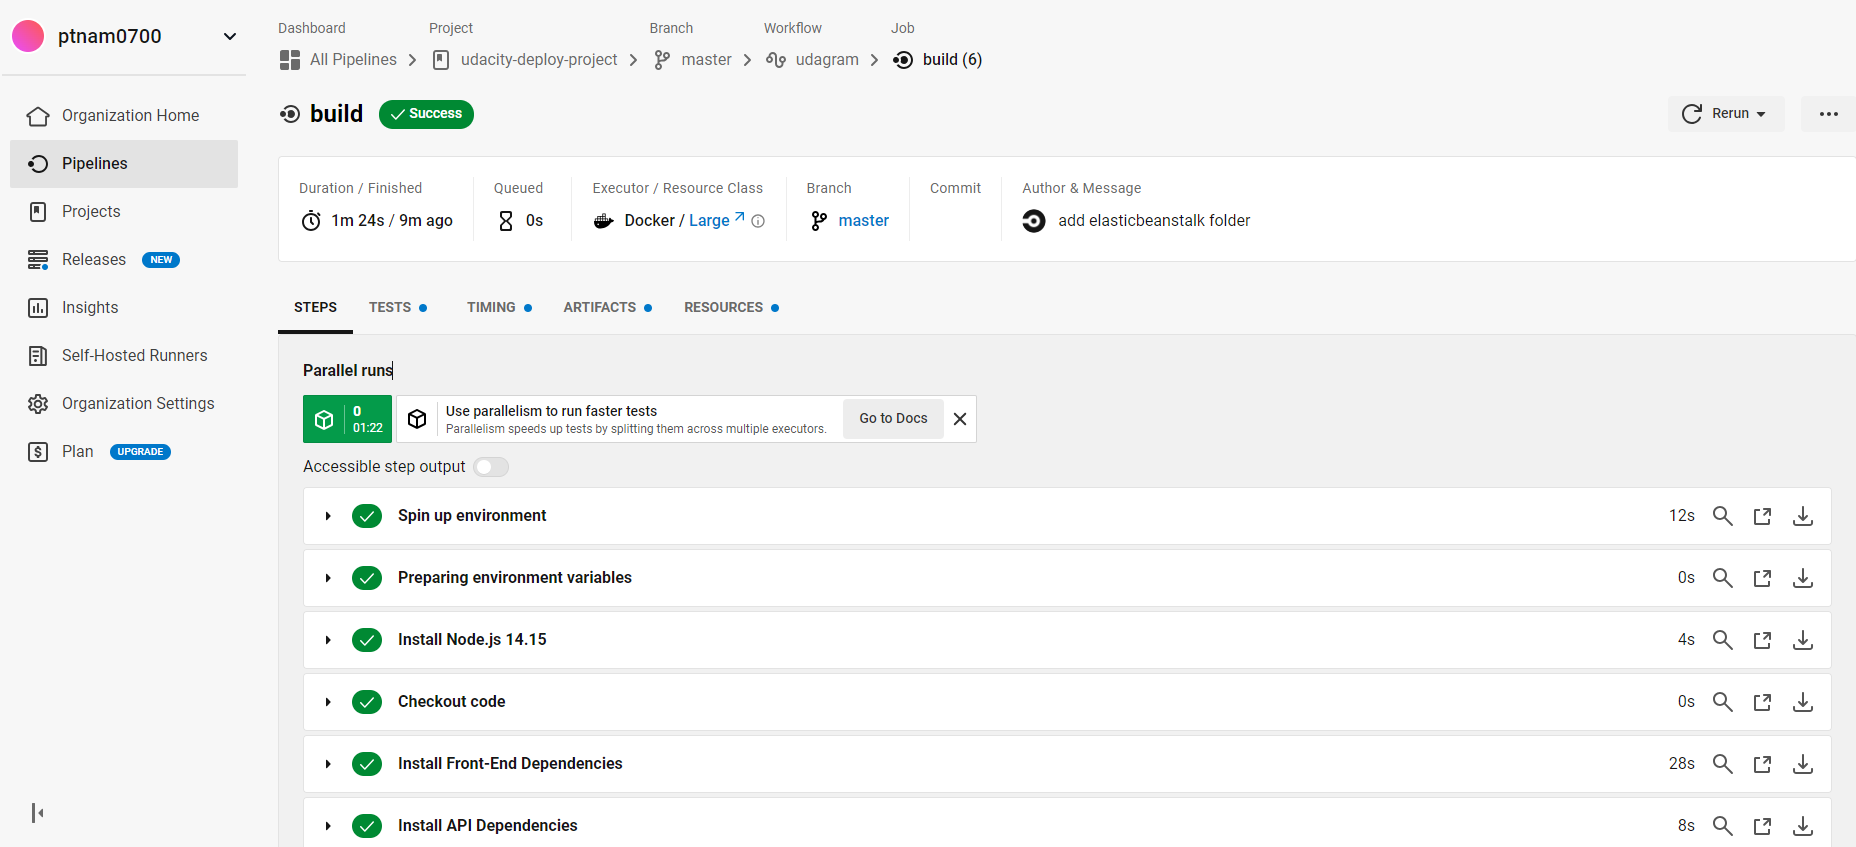 ptnam0700
Organization Home
Pipelines
Projects
Releases NEW
Insights
Self-Hosted Runners
Organization Settings
Plan UPGRADE
Dashboard Project Branch Workflow Job
All Pipelines udacity-deploy-project master udagram build (6)
build Success Rerun
Duration / Finished Queued Executor / Resource Class Branch Commit Author & Message
1m 24s / 9m ago 0s Docker / Large master add elasticbeanstalk folder
STEPS TESTS TIMING ARTIFACTS RESOURCES
Parallel runs
0
01:22
Use parallelism to run faster tests
Parallelism speeds up tests by splitting them across multiple executors.
Go to Docs
Accessible step output
Spin up environment 12s
Preparing environment variables 0s
Install Node.js 14.15 4s
Checkout code 0s
Install Front-End Dependencies 28s
Install API Dependencies 8s